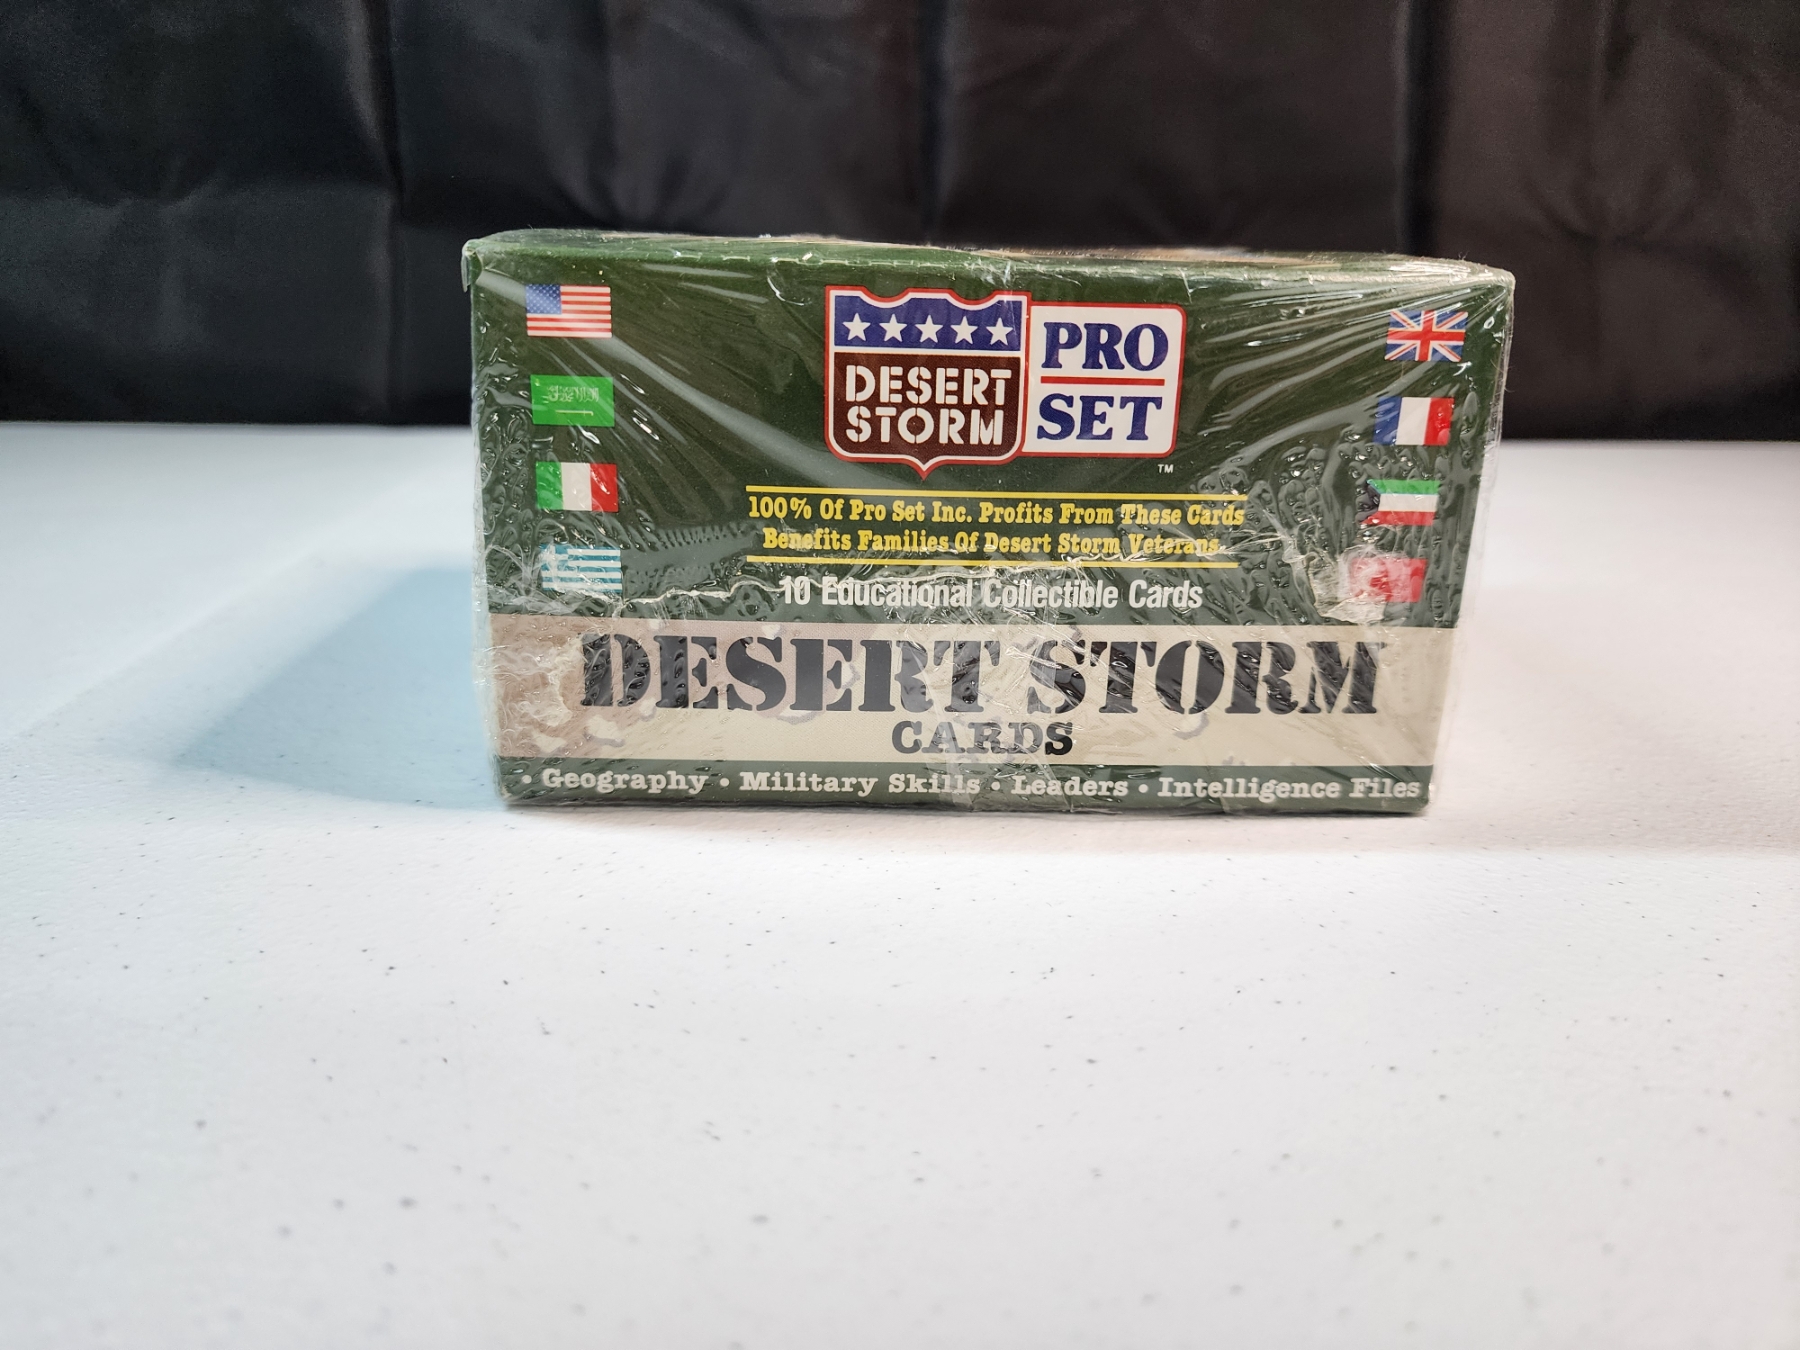 DESERT
STORM
PRO
SET
TM
100% Of Pro Set Inc. Profits From These Cards
Benefits Families Of Desert Storm Veterans
10 Educational Collectible Cards
DESERT STORM
CARDS
• Geography • Military Skills • Leaders • Intelligence Files